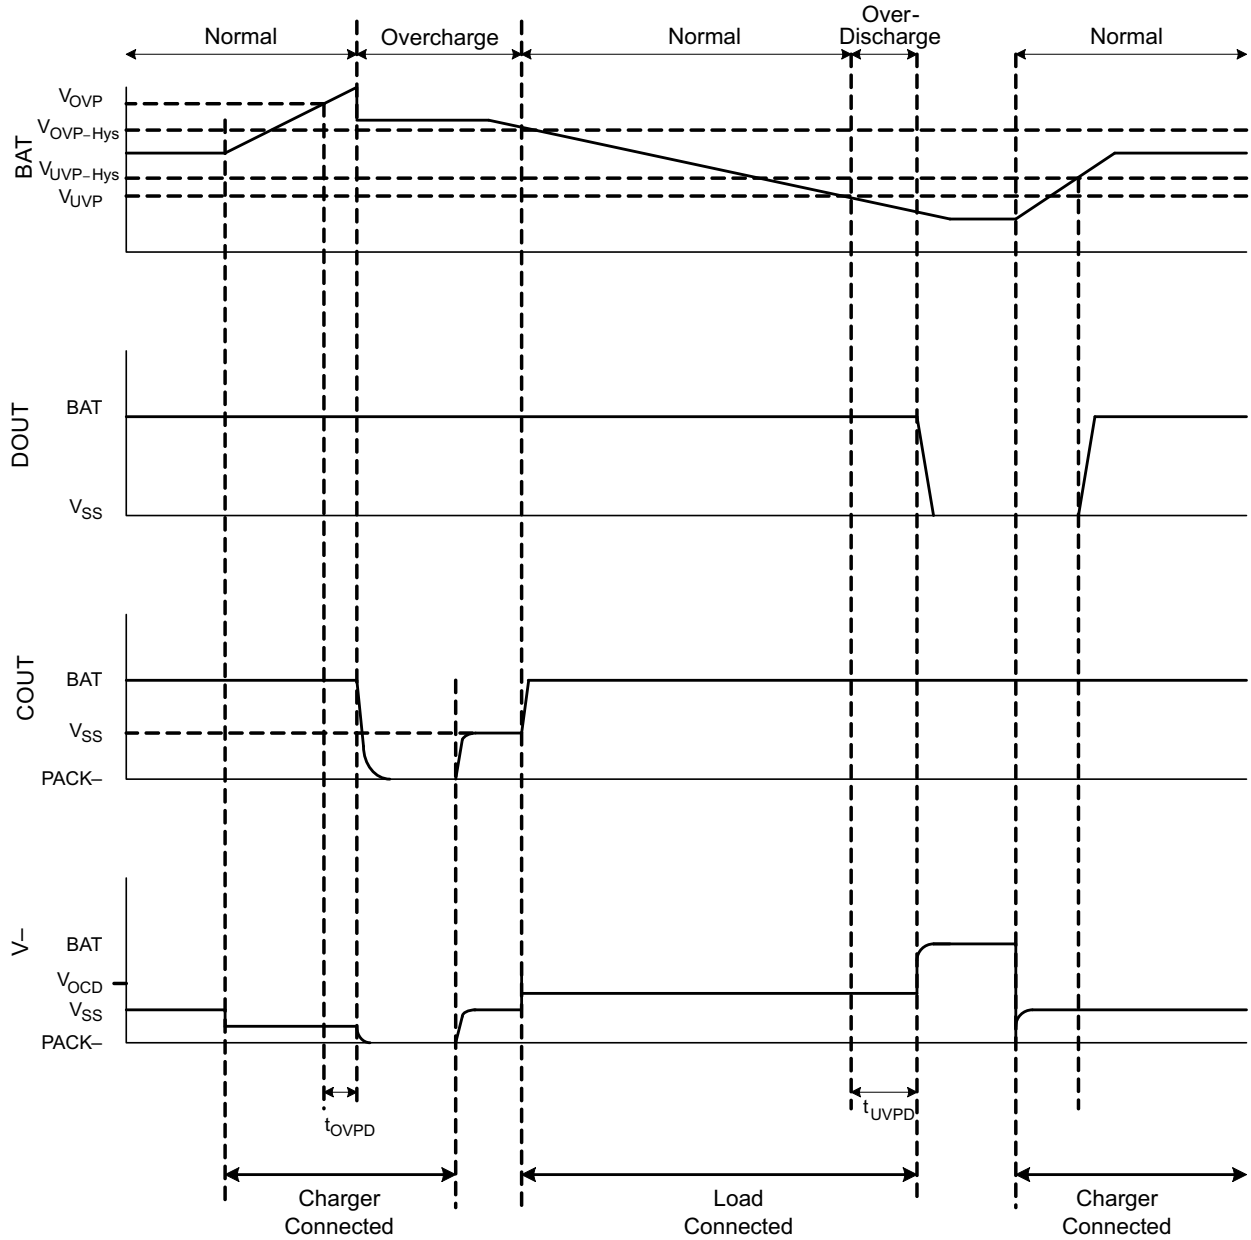 Normal
Overcharge
Normal
Over-
Discharge
Normal
BAT
VOVP
VOVP–Hys
VUVP–Hys
VUVP
DOUT
BAT
VSS
COUT
BAT
VSS
PACK–
V–
BAT
VOCD
VSS
PACK–
tOVPD
tUVPD
Charger
Connected
Load
Connected
Charger
Connected